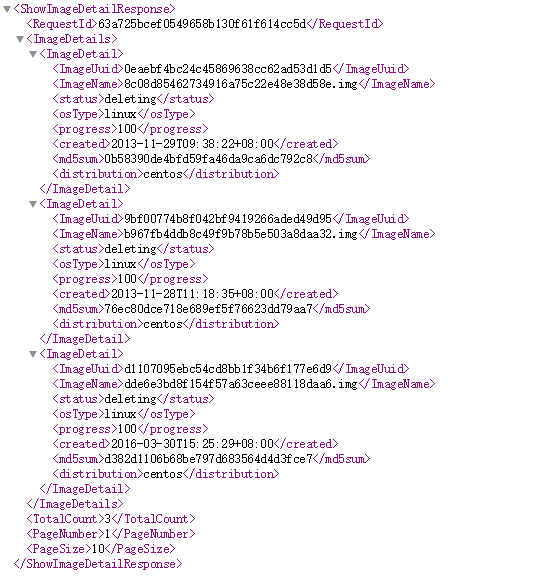 <ShowImageDetailResponse>
<RequestId>63a725bcef0549658b130f61f614cc5d</RequestId>
<ImageDetails>
<ImageDetail>
<ImageUuid>0eaebf4bc24c45869638cc62ad53d1d5</ImageUuid>
<ImageName>8c08d85462734916a75c22e48e38d58e.img</ImageName>
<status>deleting</status>
<osType>linux</osType>
<progress>100</progress>
<created>2013-11-29T09:38:22+08:00</created>
<md5sum>0b58390de4bfd59fa46da9ca6dc792c8</md5sum>
<distribution>centos</distribution>
</ImageDetail>
<ImageDetail>
<ImageUuid>9bf00774b8f042bf9419266aded49d95</ImageUuid>
<ImageName>b967fb4ddb8c49f9b78b5e503a8daa32.img</ImageName>
<status>deleting</status>
<osType>linux</osType>
<progress>100</progress>
<created>2013-11-28T11:18:35+08:00</created>
<md5sum>76ec80dce718e689ef5f76623dd79aa7</md5sum>
<distribution>centos</distribution>
</ImageDetail>
<ImageDetail>
<ImageUuid>d1107095ebc54cd8bb1f34b6f177e6d9</ImageUuid>
<ImageName>dde6e3bd8f154f57a63ceee88118daa6.img</ImageName>
<status>deleting</status>
<osType>linux</osType>
<progress>100</progress>
<created>2016-03-30T15:25:29+08:00</created>
<md5sum>d382d1106b68be797d683564d4d3fce7</md5sum>
<distribution>centos</distribution>
</ImageDetail>
</ImageDetails>
<TotalCount>3</TotalCount>
<PageNumber>1</PageNumber>
<PageSize>10</PageSize>
</ShowImageDetailResponse>